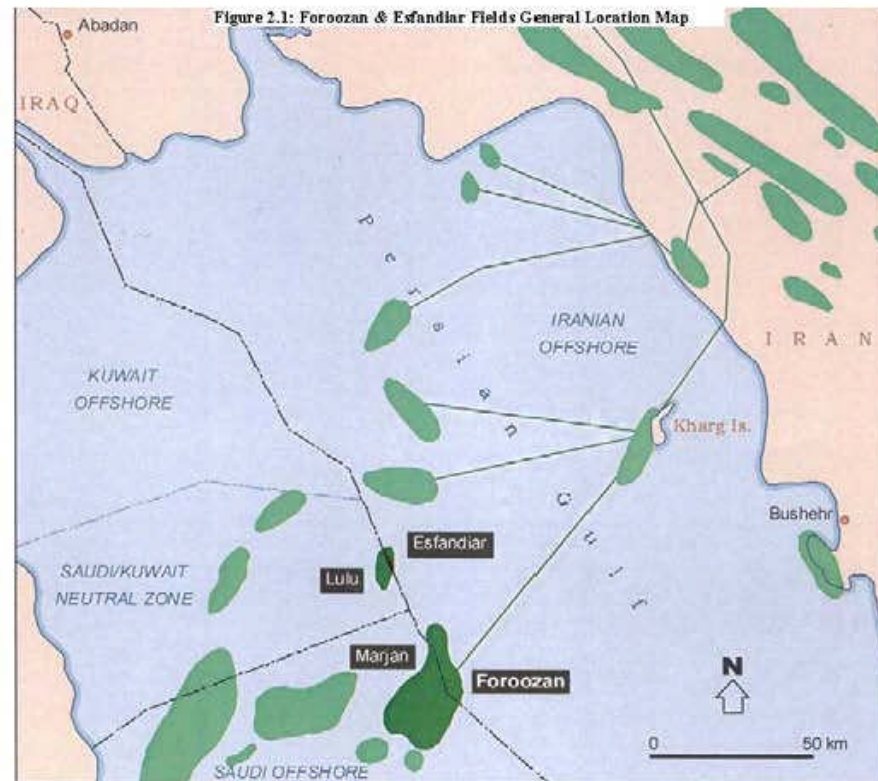 Figure 2.1: Foroozan & Esfandiar Fields General Location Map
Abadan
IRAQ
Persian Gulf
IRANIAN
OFFSHORE
IRAN
KUWAIT
OFFSHORE
Kharg Is.
Bushehr
Esfandiar
Lulu
SAUDI/KUWAIT
NEUTRAL ZONE
Marjan
Foroozan
N
0 50 km
SAUDI OFFSHORE